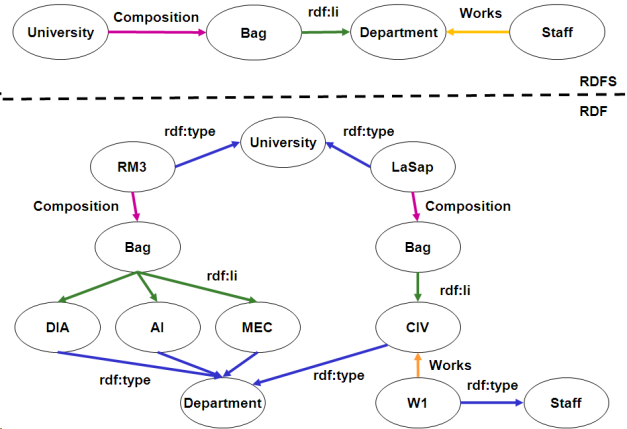 Composition
rdf:li
Works
University
Bag
Department
Staff
RDFS
RDF
rdf:type
University
rdf:type
RM3
LaSap
Composition
Composition
Bag
Bag
rdf:li
rdf:li
DIA
AI
MEC
CIV
Works
rdf:type
rdf:type
rdf:type
Department
W1
Staff